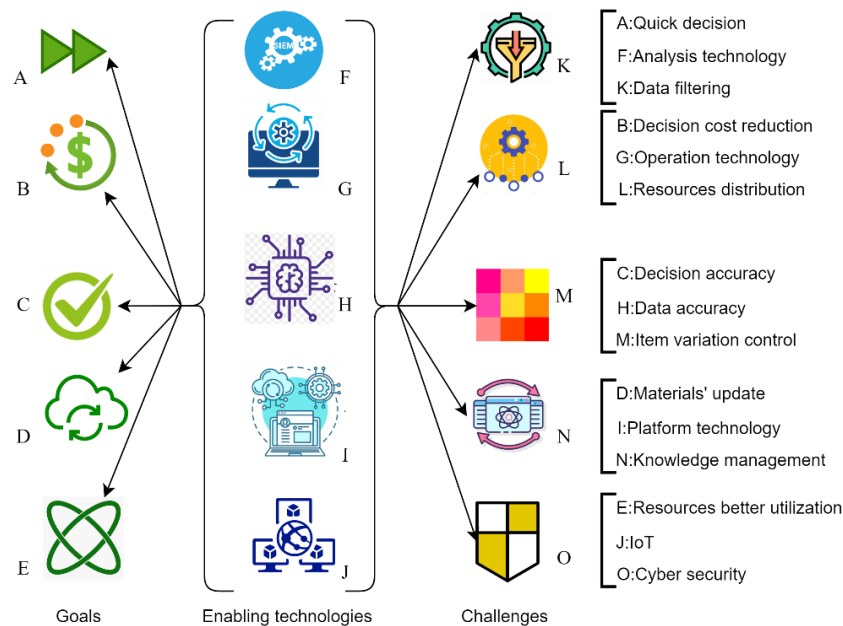 A
B
C
D
E
SIEM
F
G
H
I
J
K
L
M
N
O
A:Quick decision
F:Analysis technology
K:Data filtering
B:Decision cost reduction
G:Operation technology
L:Resources distribution
C:Decision accuracy
H:Data accuracy
M:Item variation control
D:Materials' update
I:Platform technology
N:Knowledge management
E:Resources better utilization
J:IoT
O:Cyber security
Goals
Enabling technologies
Challenges